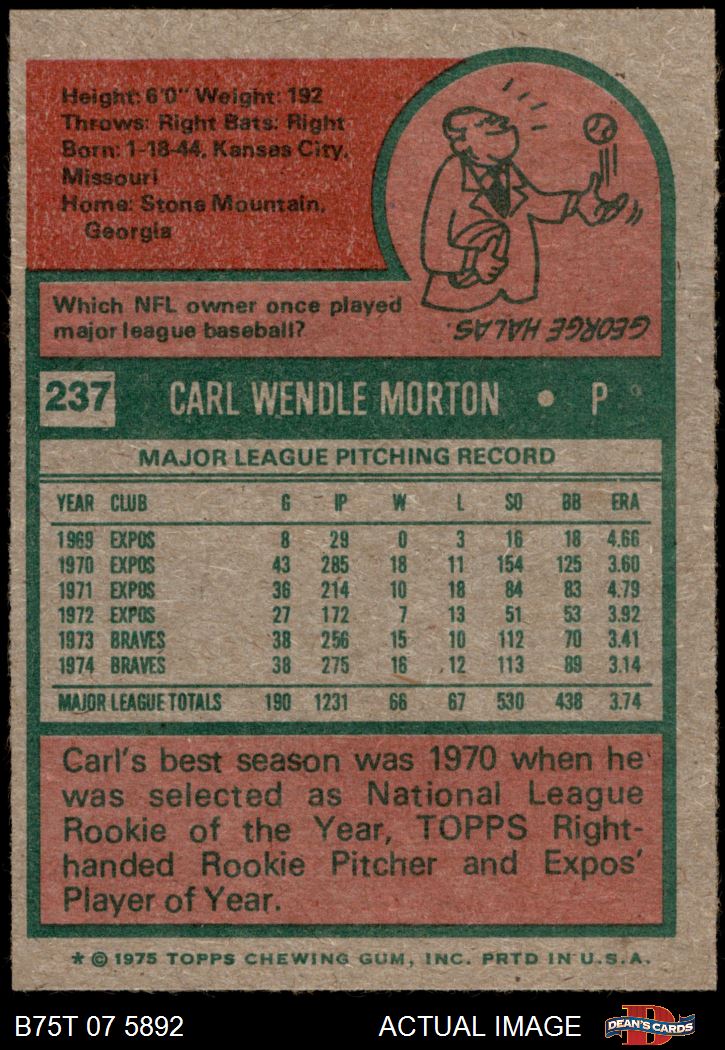 Height: 6'0" Weight: 192
Throws: Right Bats: Right
Born: 1-18-44, Kansas City,
Missouri
Home: Stone Mountain,
Georgia
Which NFL owner once played
major league baseball?
GEORGE HALAS.
237 CARL WENDLE MORTON • P
MAJOR LEAGUE PITCHING RECORD
YEAR CLUB G IP W L SO BB ERA
1969 EXPOS 8 29 0 3 16 18 4.66
1970 EXPOS 43 285 18 11 154 125 3.60
1971 EXPOS 36 214 10 18 84 83 4.79
1972 EXPOS 27 172 7 13 51 53 3.92
1973 BRAVES 38 256 15 10 112 70 3.41
1974 BRAVES 38 275 16 12 113 89 3.14
MAJOR LEAGUE TOTALS 190 1231 66 67 530 438 3.74
Carl's best season was 1970 when he
was selected as National League
Rookie of the Year, TOPPS Right-
handed Rookie Pitcher and Expos'
Player of Year.
* © 1975 TOPPS CHEWING GUM, INC. PRTD IN U.S.A.
B75T 07 5892 ACTUAL IMAGE D DEAN'S CARDS